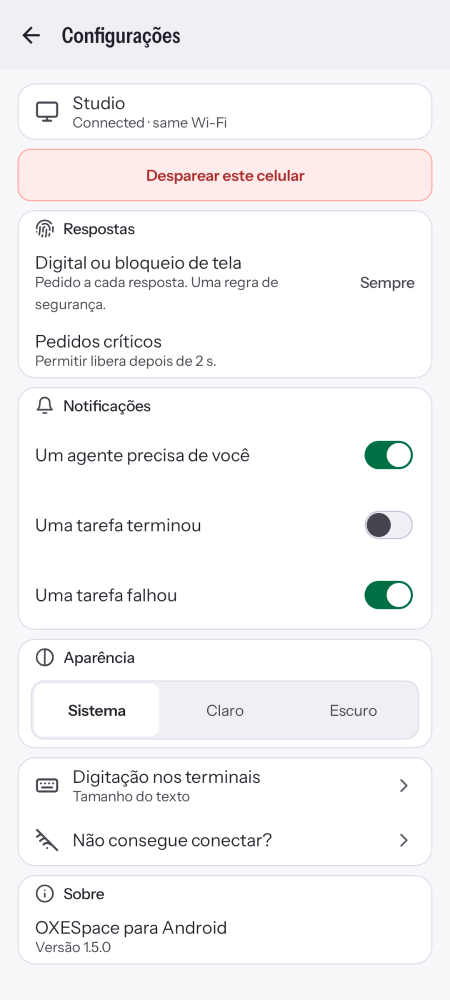 Configurações
Studio
Connected · same Wi-Fi
Desparear este celular
Respostas
Digital ou bloqueio de tela
Pedido a cada resposta. Uma regra de
segurança.
Sempre
Pedidos críticos
Permitir libera depois de 2 s.
Notificações
Um agente precisa de você
Uma tarefa terminou
Uma tarefa falhou
Aparência
Sistema
Claro
Escuro
Digitação nos terminais
Tamanho do texto
Não consegue conectar?
Sobre
OXESpace para Android
Versão 1.5.0